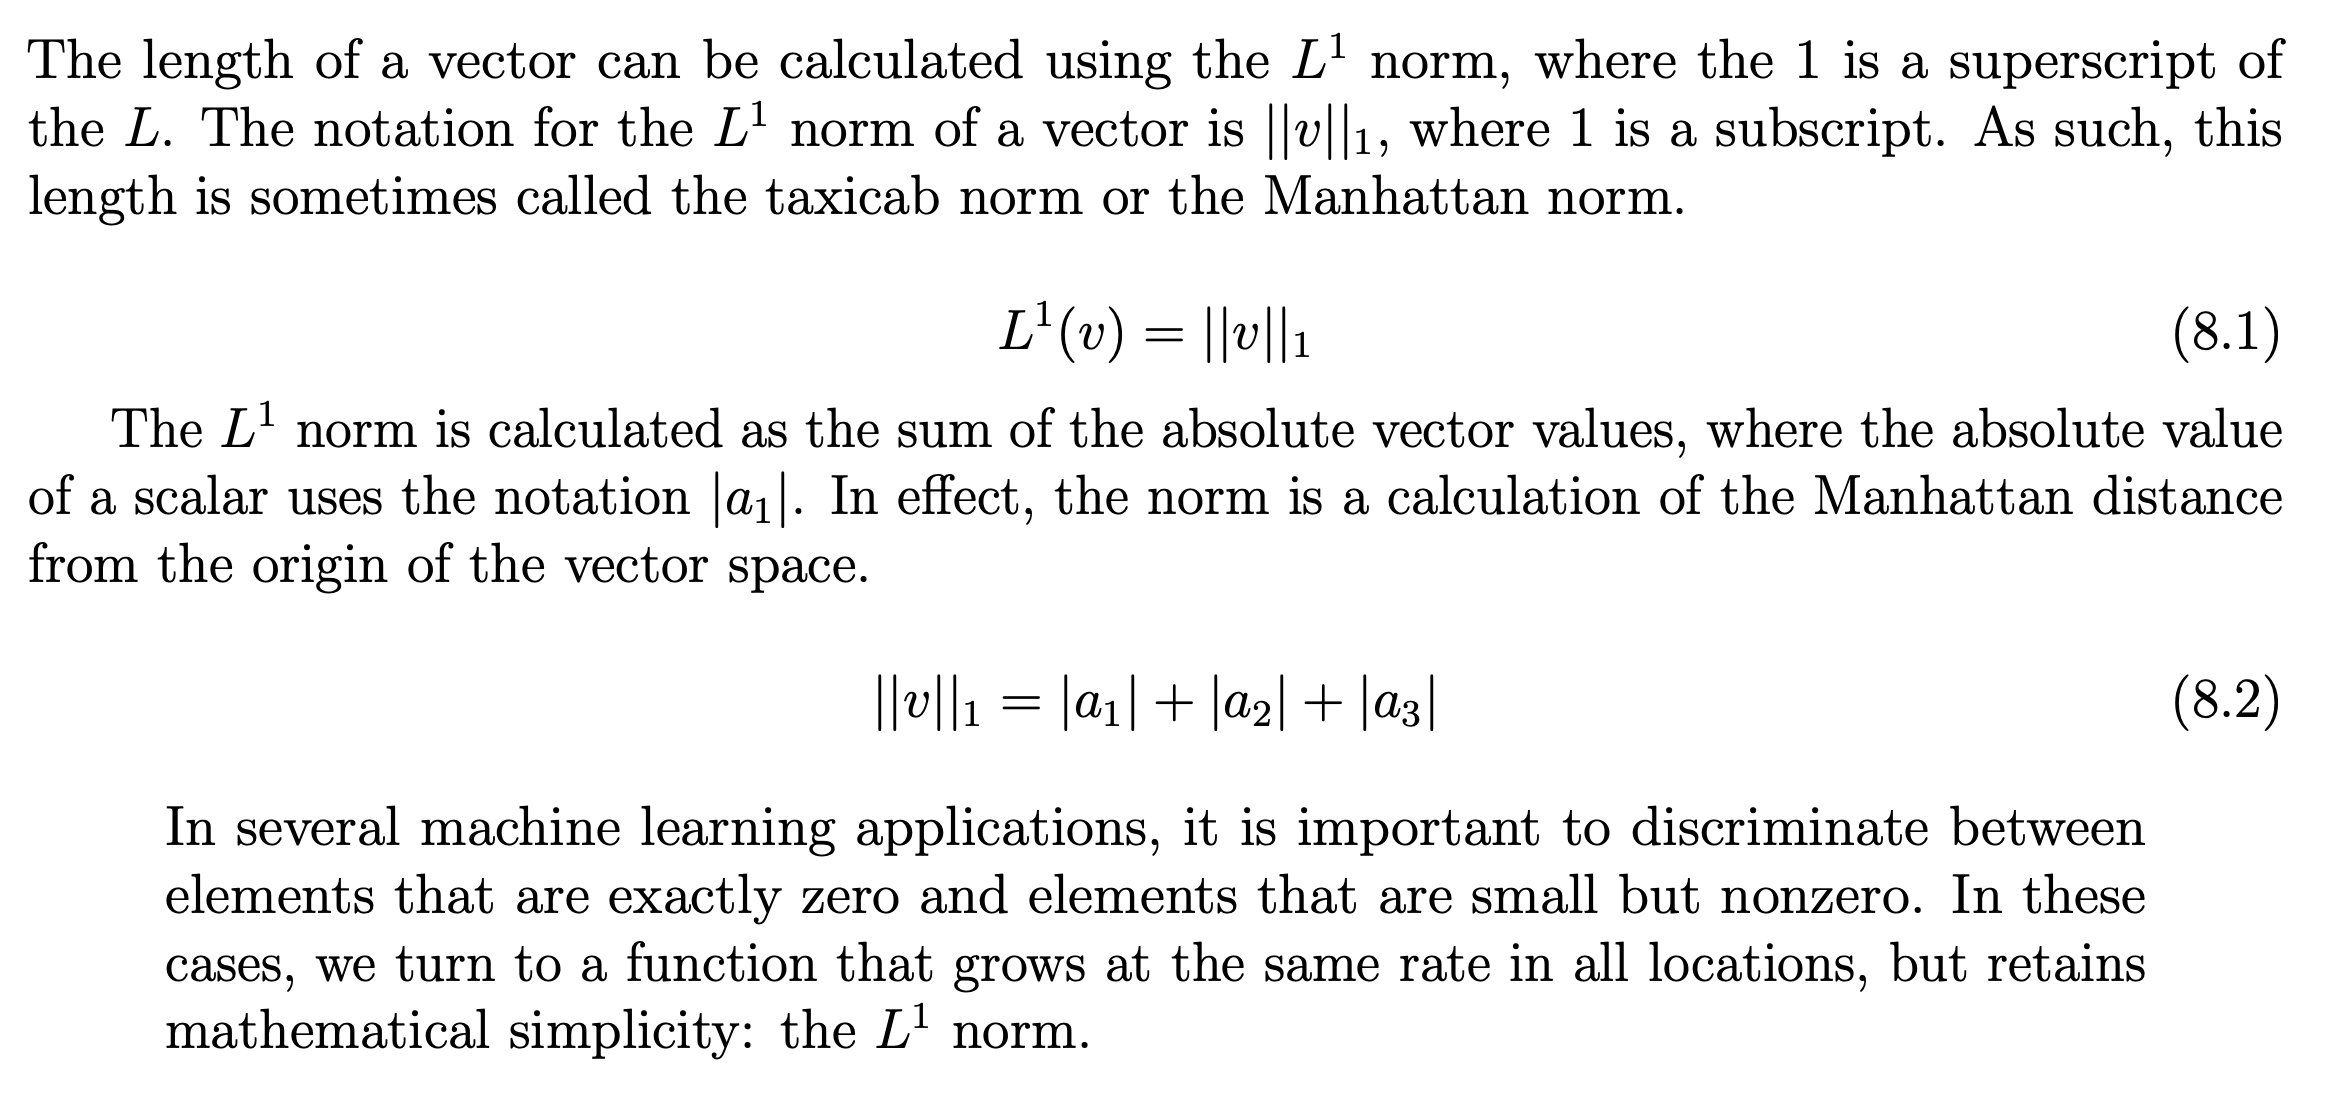 The length of a vector can be calculated using the L¹ norm, where the 1 is a superscript of
the L. The notation for the L¹ norm of a vector is ||v||₁, where 1 is a subscript. As such, this
length is sometimes called the taxicab norm or the Manhattan norm.
L¹(v) = ||v||₁ (8.1)
The L¹ norm is calculated as the sum of the absolute vector values, where the absolute value
of a scalar uses the notation |a₁|. In effect, the norm is a calculation of the Manhattan distance
from the origin of the vector space.
||v||₁ = |a₁| + |a₂| + |a₃| (8.2)
In several machine learning applications, it is important to discriminate between
elements that are exactly zero and elements that are small but nonzero. In these
cases, we turn to a function that grows at the same rate in all locations, but retains
mathematical simplicity: the L¹ norm.